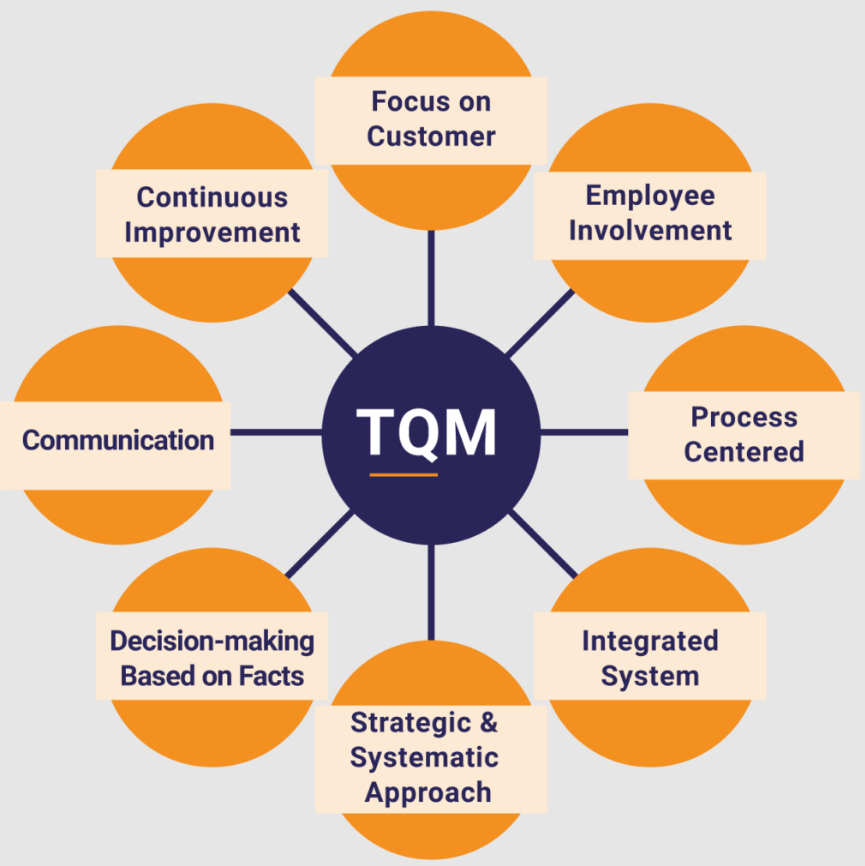 Focus on
Customer
Employee
Involvement
Process
Centered
Integrated
System
Strategic &
Systematic
Approach
Decision-making
Based on Facts
Communication
Continuous
Improvement
TQM